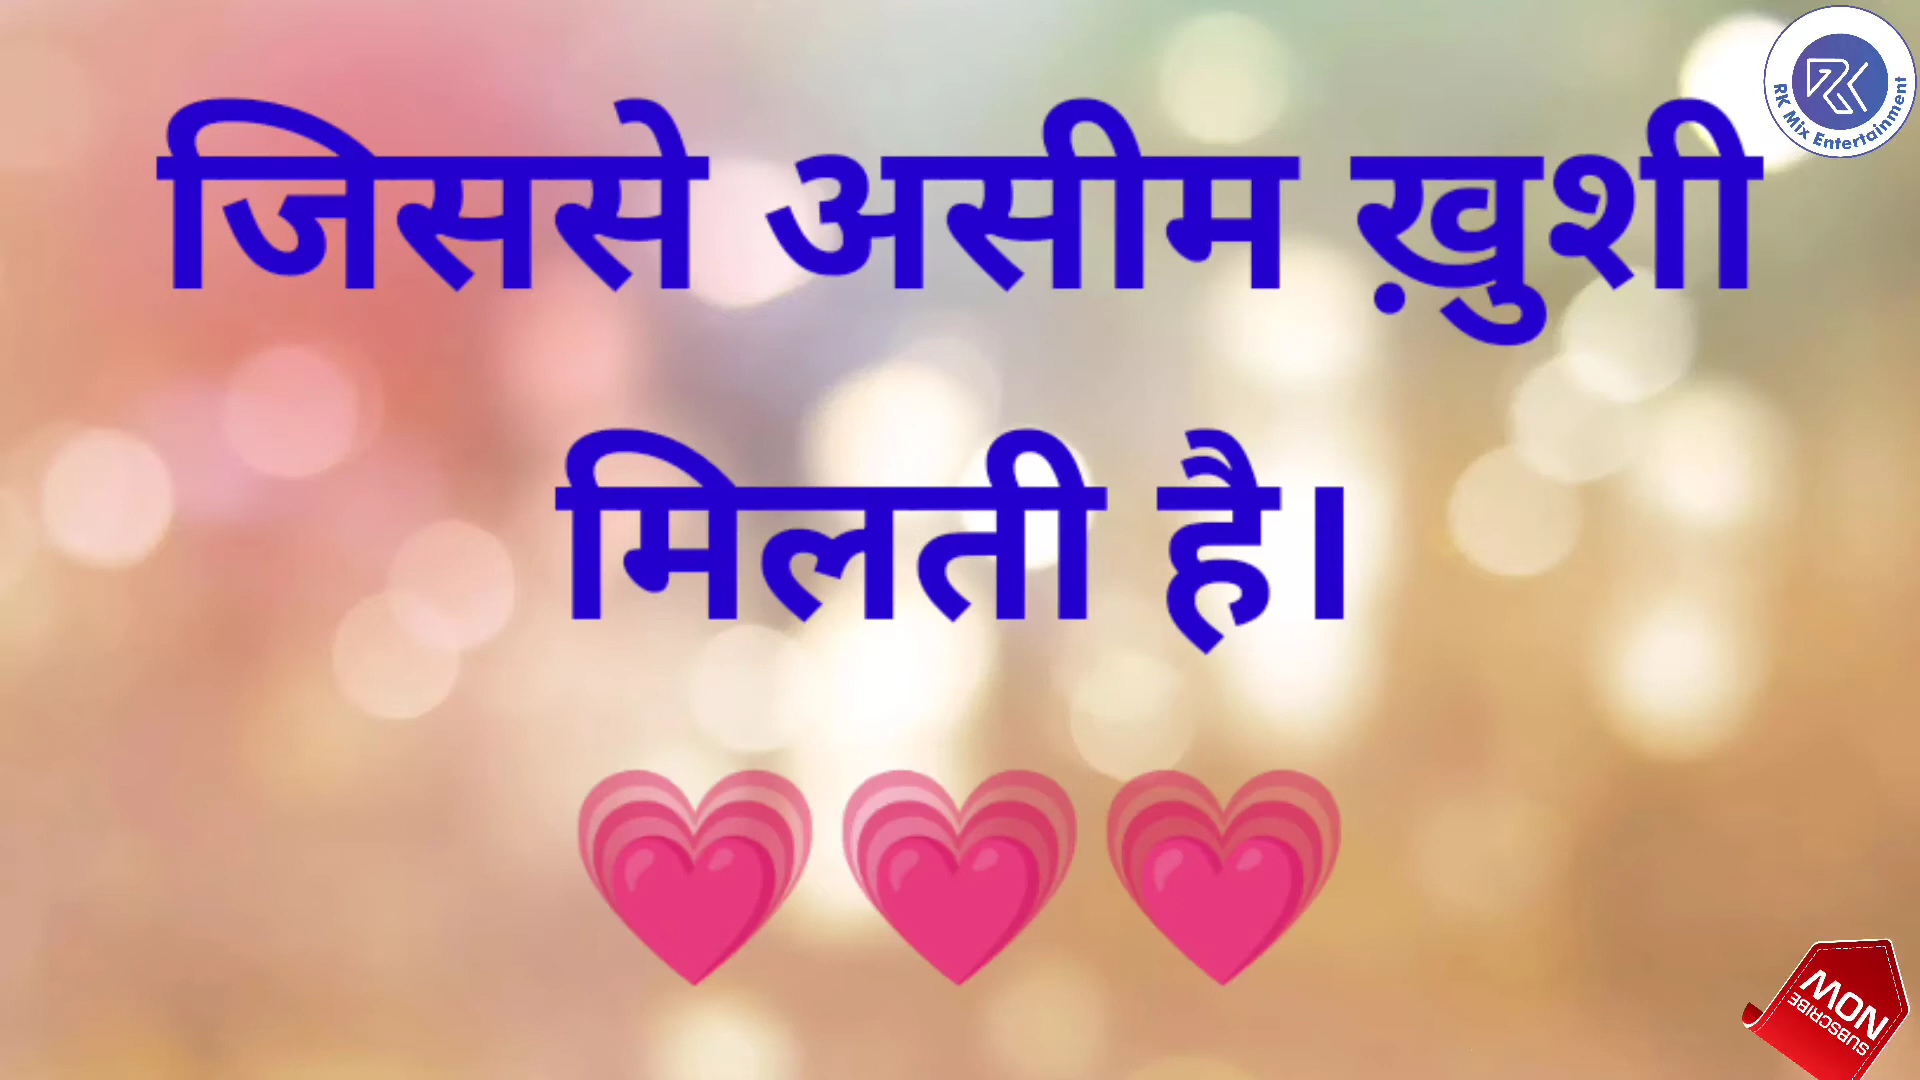 RK Mix Entertainment
जिससे असीम ख़ुशी
मिलती है।
💗💗💗
SUBSCRIBE
NOW